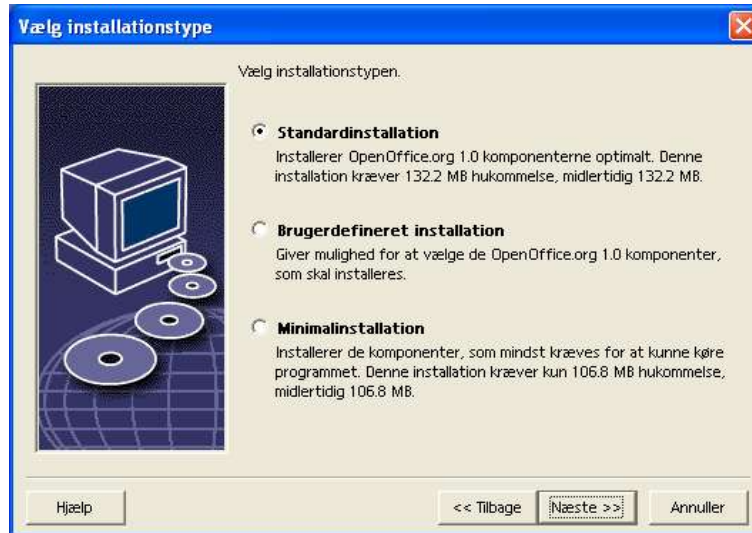 Vælg installationstype
Vælg installationstypen.
Standardinstallation
Installerer OpenOffice.org 1.0 komponenterne optimalt. Denne
installation kræver 132.2 MB hukommelse, midlertidig 132.2 MB.
Brugerdefineret installation
Giver mulighed for at vælge de OpenOffice.org 1.0 komponenter,
som skal installeres.
Minimalinstallation
Installerer de komponenter, som mindst kræves for at kunne køre
programmet. Denne installation kræver kun 106.8 MB hukommelse,
midlertidig 106.8 MB.
Hjælp
<< Tilbage
Næste >>
Annuller